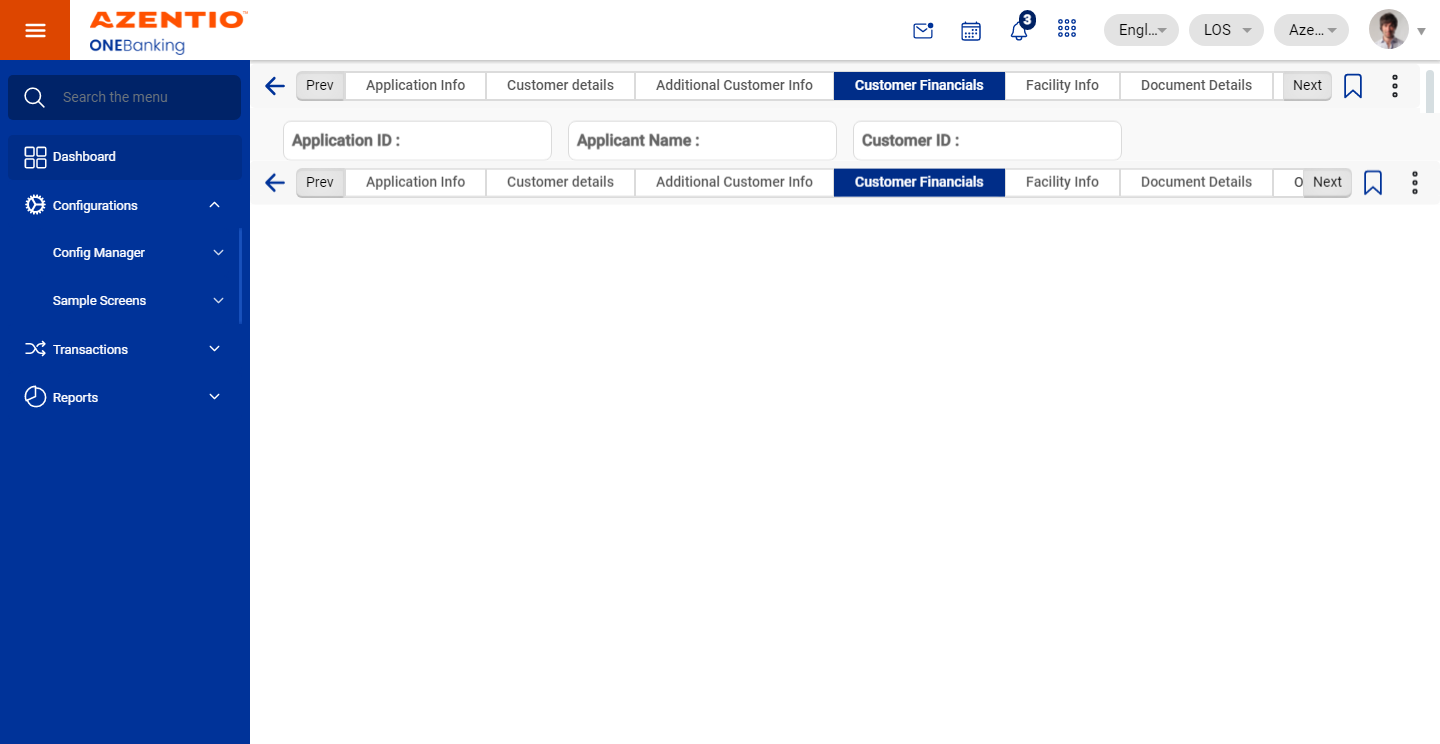 AZENTIO™
ONEBanking
3
Engl...
LOS
Aze...
Search the menu
Dashboard
Configurations
Config Manager
Sample Screens
Transactions
Reports
Prev Application Info Customer details Additional Customer Info Customer Financials Facility Info Document Details Next
Application ID : Applicant Name : Customer ID :
Prev Application Info Customer details Additional Customer Info Customer Financials Facility Info Document Details O Next